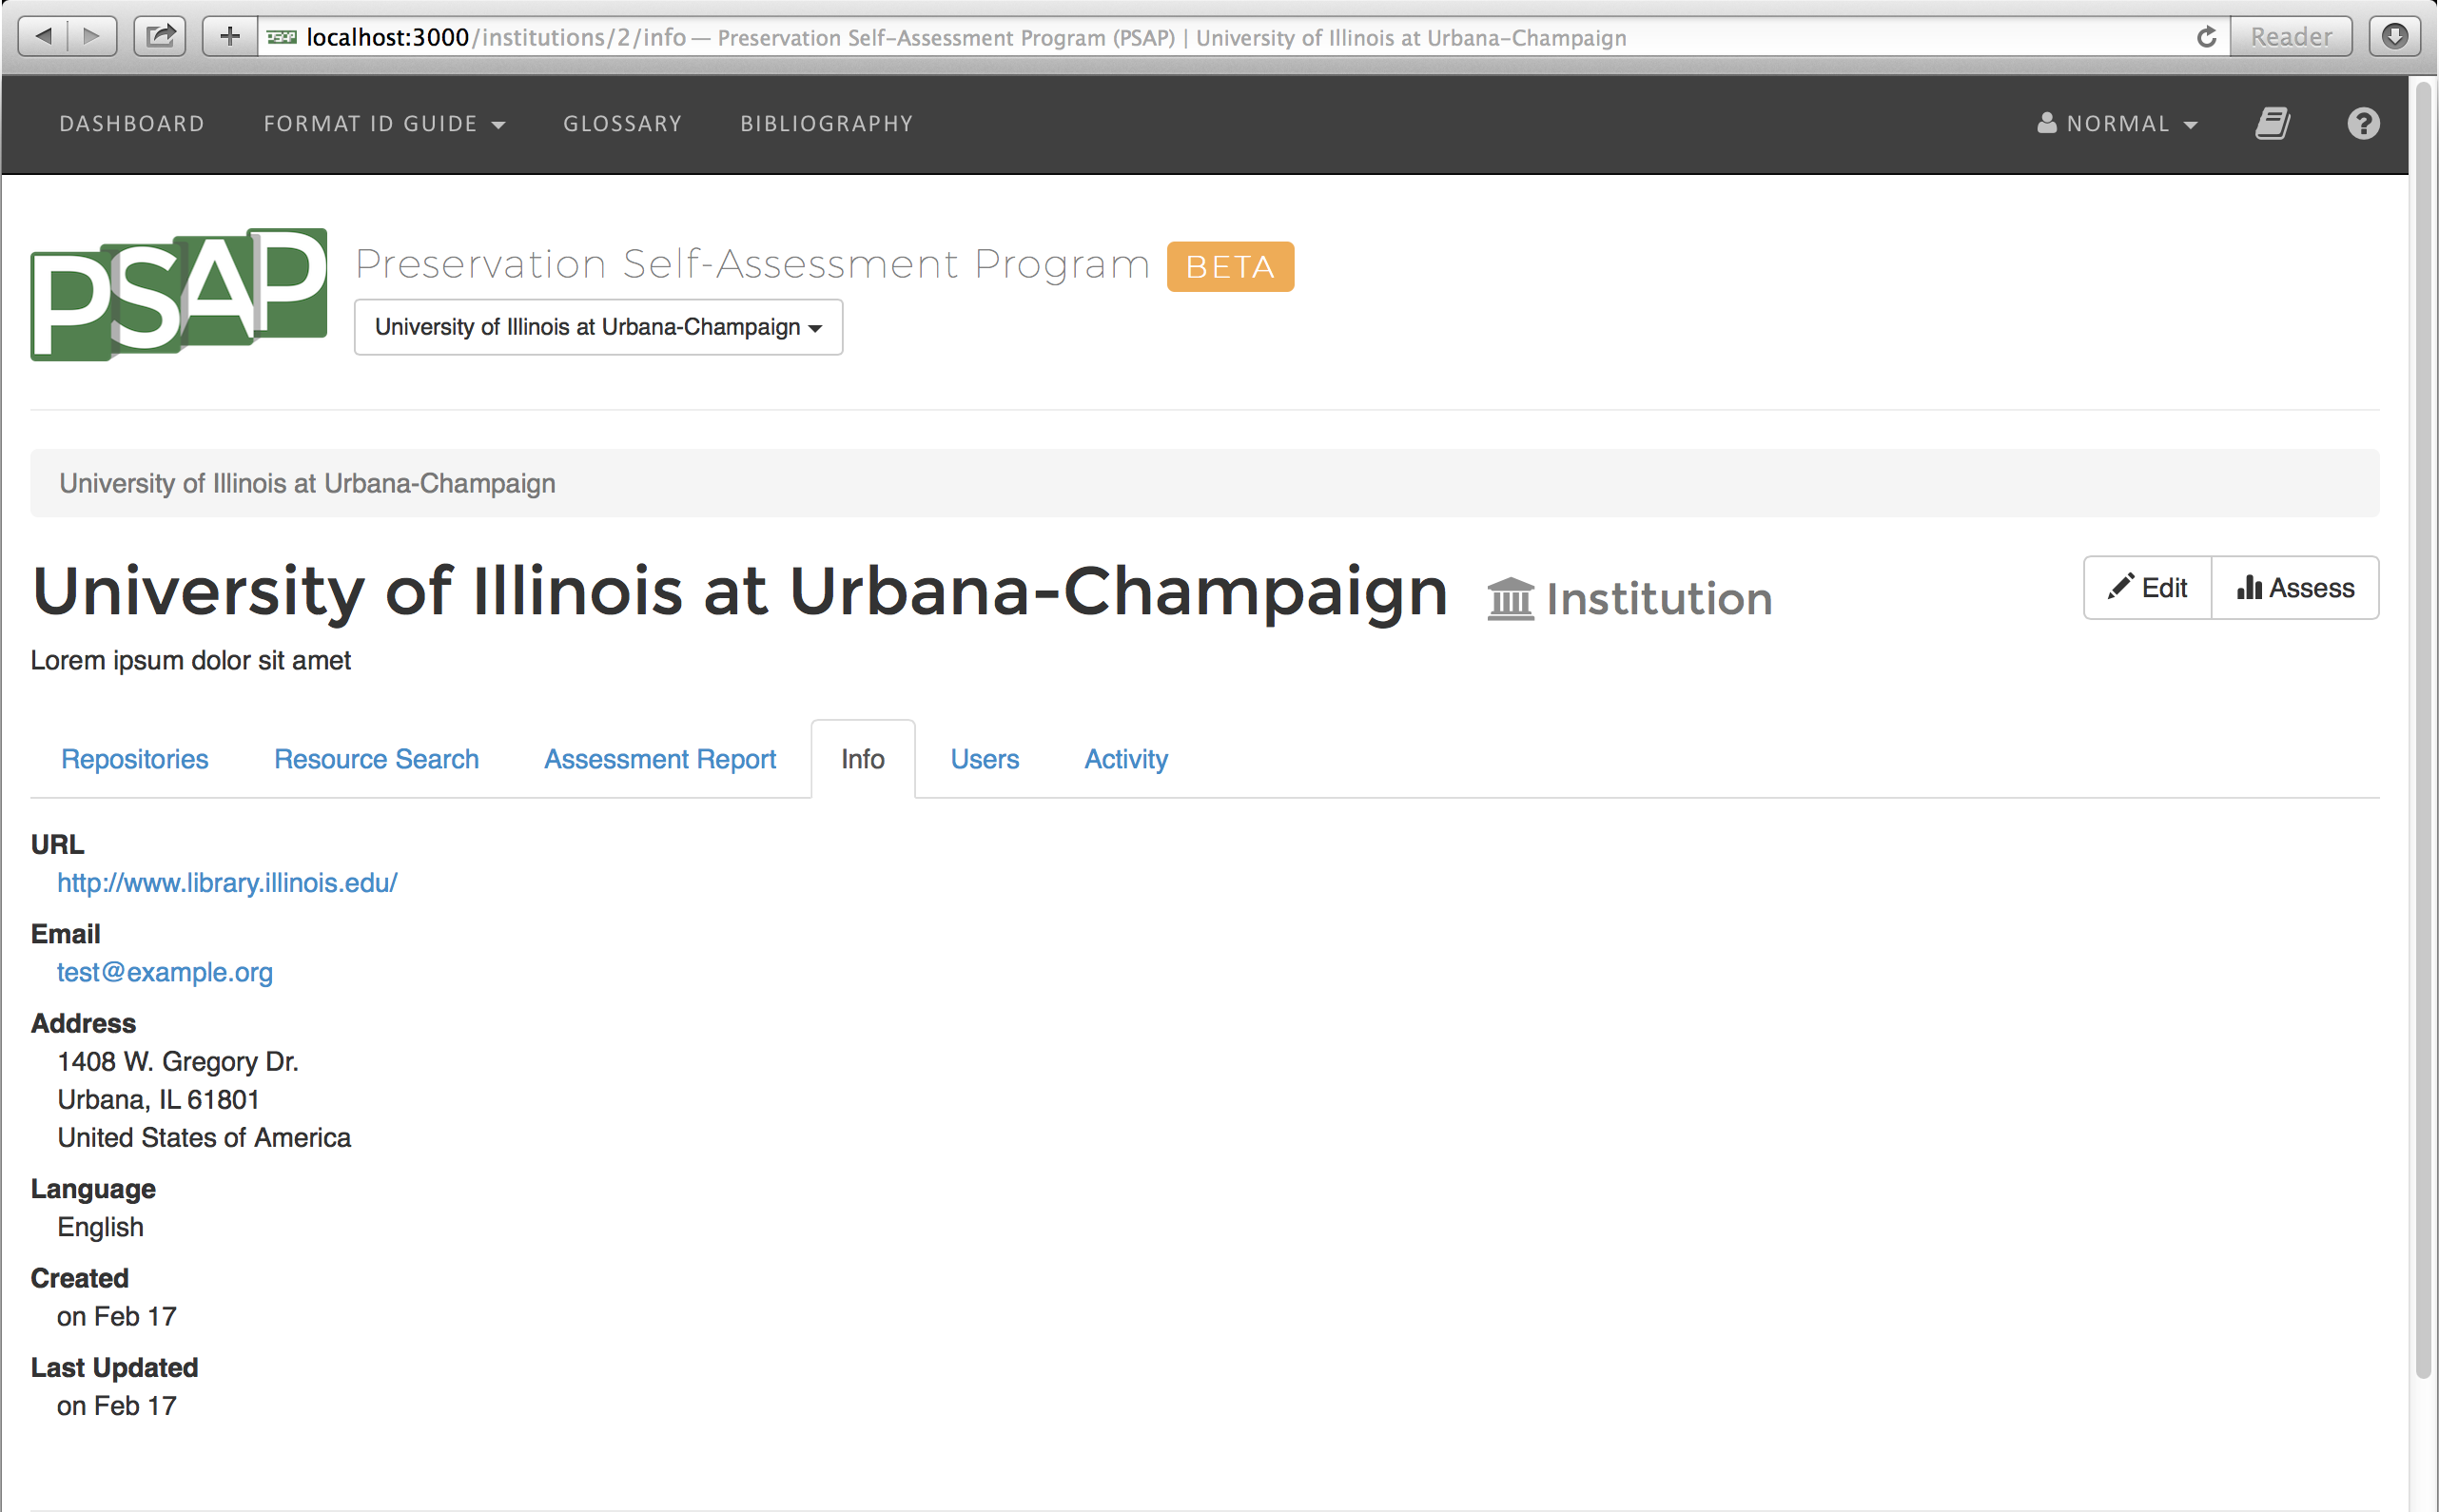 localhost:3000/institutions/2/info — Preservation Self-Assessment Program (PSAP) | University of Illinois at Urbana-Champaign
Reader
DASHBOARD
FORMAT ID GUIDE
GLOSSARY
BIBLIOGRAPHY
NORMAL
PSAP
Preservation Self-Assessment Program BETA
University of Illinois at Urbana-Champaign
University of Illinois at Urbana-Champaign
University of Illinois at Urbana-Champaign Institution
Edit
Assess
Lorem ipsum dolor sit amet
Repositories
Resource Search
Assessment Report
Info
Users
Activity
URL
http://www.library.illinois.edu/
Email
test@example.org
Address
1408 W. Gregory Dr.
Urbana, IL 61801
United States of America
Language
English
Created
on Feb 17
Last Updated
on Feb 17